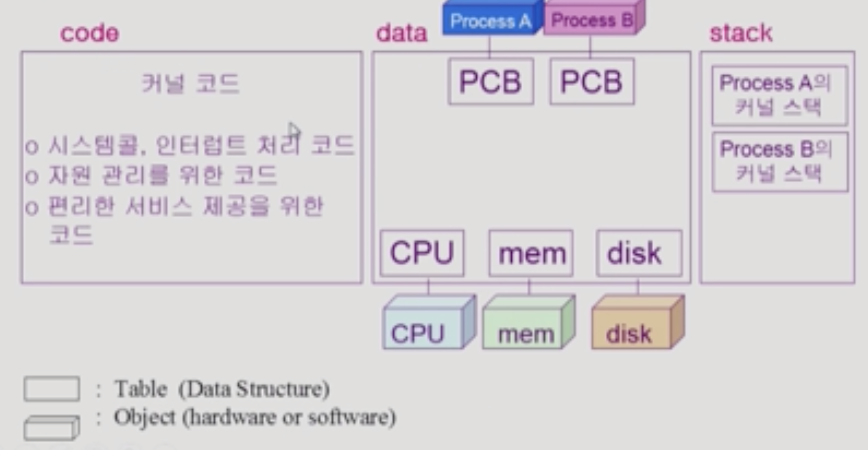 Process A
Process B
code
data
stack
커널 코드
o 시스템콜, 인터럽트 처리 코드
o 자원 관리를 위한 코드
o 편리한 서비스 제공을 위한
코드
PCB
PCB
CPU
mem
disk
CPU
mem
disk
Process A의
커널 스택
Process B의
커널 스택
: Table (Data Structure)
: Object (hardware or software)